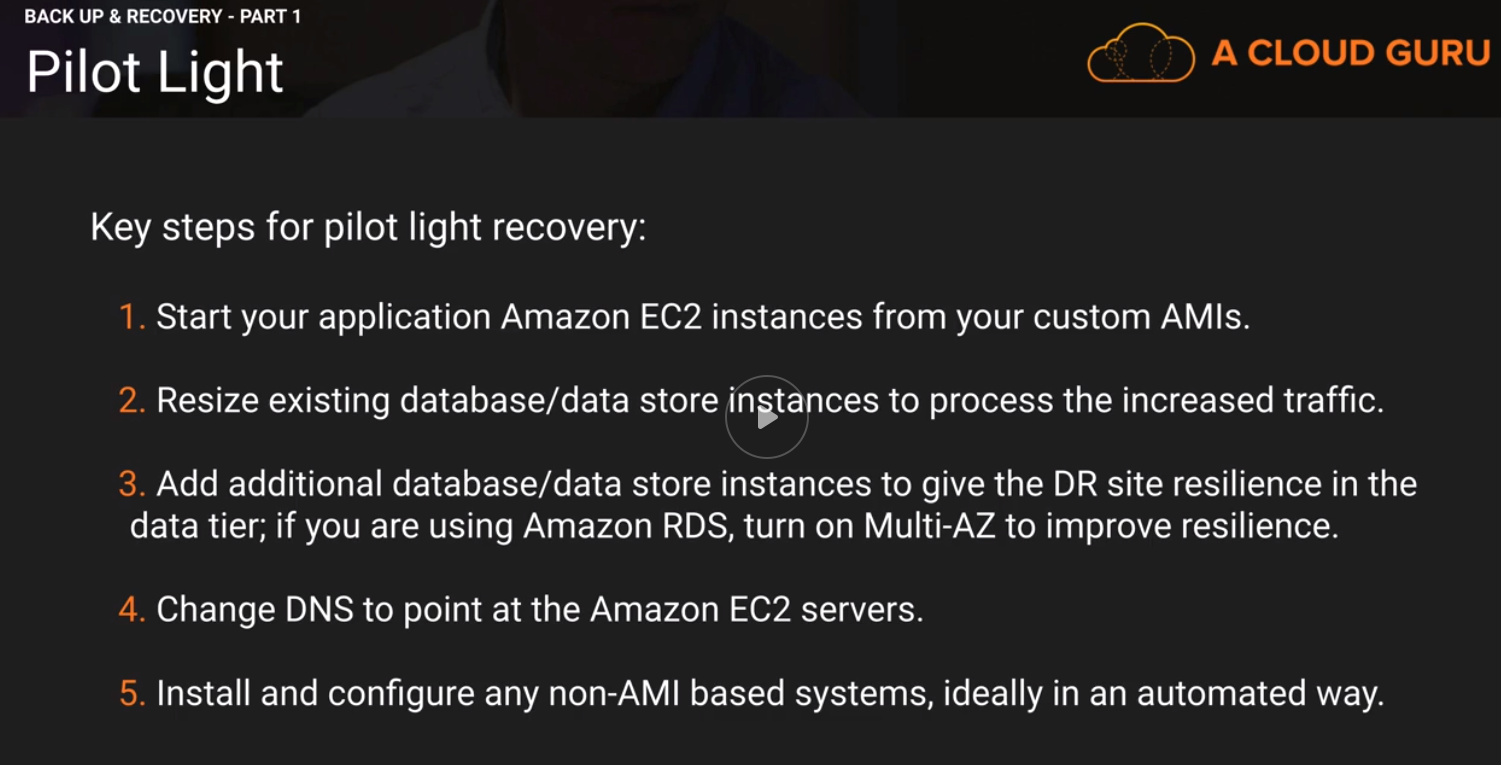 BACK UP & RECOVERY - PART 1
Pilot Light
A CLOUD GURU
Key steps for pilot light recovery:
1. Start your application Amazon EC2 instances from your custom AMIs.
2. Resize existing database/data store instances to process the increased traffic.
3. Add additional database/data store instances to give the DR site resilience in the
data tier; if you are using Amazon RDS, turn on Multi-AZ to improve resilience.
4. Change DNS to point at the Amazon EC2 servers.
5. Install and configure any non-AMI based systems, ideally in an automated way.